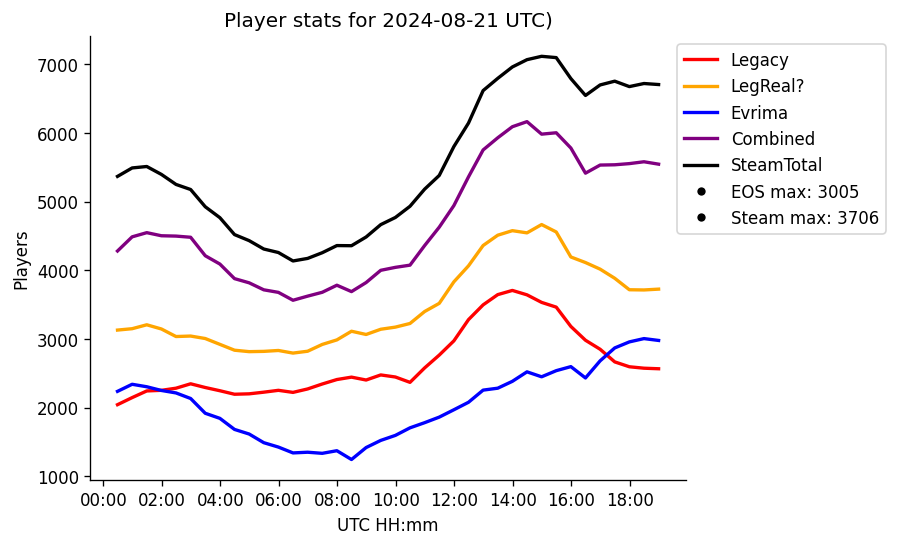 Player stats for 2024-08-21 UTC)
7000
6000
5000
4000
3000
2000
1000
Players
00:00 02:00 04:00 06:00 08:00 10:00 12:00 14:00 16:00 18:00
UTC HH:mm
Legacy
LegReal?
Evrima
Combined
SteamTotal
EOS max: 3005
Steam max: 3706